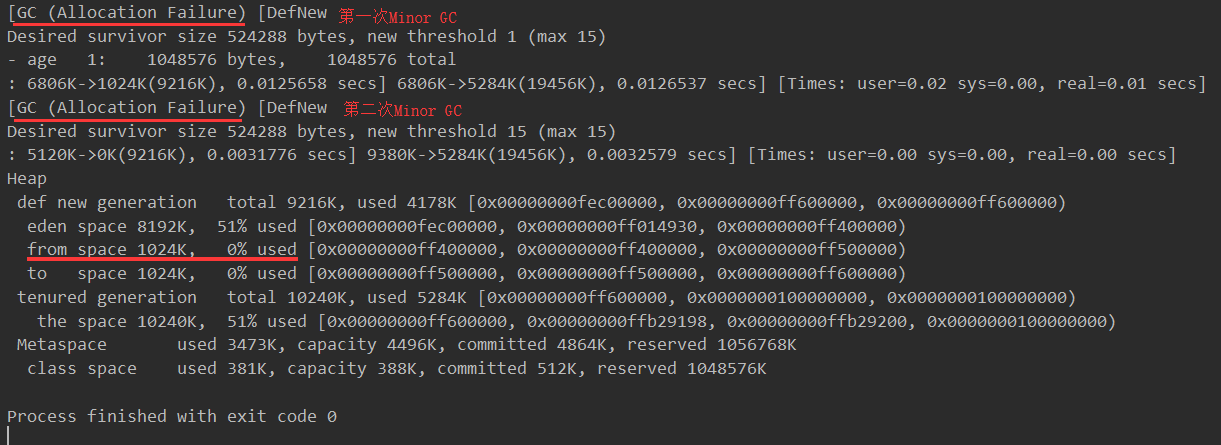 [GC (Allocation Failure) [DefNew 第一次Minor GC
Desired survivor size 524288 bytes, new threshold 1 (max 15)
- age   1:    1048576 bytes,    1048576 total
: 6806K->1024K(9216K), 0.0125658 secs] 6806K->5284K(19456K), 0.0126537 secs] [Times: user=0.02 sys=0.00, real=0.01 secs]
[GC (Allocation Failure) [DefNew 第二次Minor GC
Desired survivor size 524288 bytes, new threshold 15 (max 15)
: 5120K->0K(9216K), 0.0031776 secs] 9380K->5284K(19456K), 0.0032579 secs] [Times: user=0.00 sys=0.00, real=0.00 secs]
Heap
 def new generation   total 9216K, used 4178K [0x00000000fec00000, 0x00000000ff600000, 0x00000000ff600000)
  eden space 8192K,  51% used [0x00000000fec00000, 0x00000000ff014930, 0x00000000ff400000)
  from space 1024K,   0% used [0x00000000ff400000, 0x00000000ff400000, 0x00000000ff500000)
  to   space 1024K,   0% used [0x00000000ff500000, 0x00000000ff500000, 0x00000000ff600000)
 tenured generation   total 10240K, used 5284K [0x00000000ff600000, 0x0000000100000000, 0x0000000100000000)
   the space 10240K,  51% used [0x00000000ff600000, 0x00000000ffb29198, 0x00000000ffb29200, 0x0000000100000000)
 Metaspace       used 3473K, capacity 4496K, committed 4864K, reserved 1056768K
  class space    used 381K, capacity 388K, committed 512K, reserved 1048576K
Process finished with exit code 0